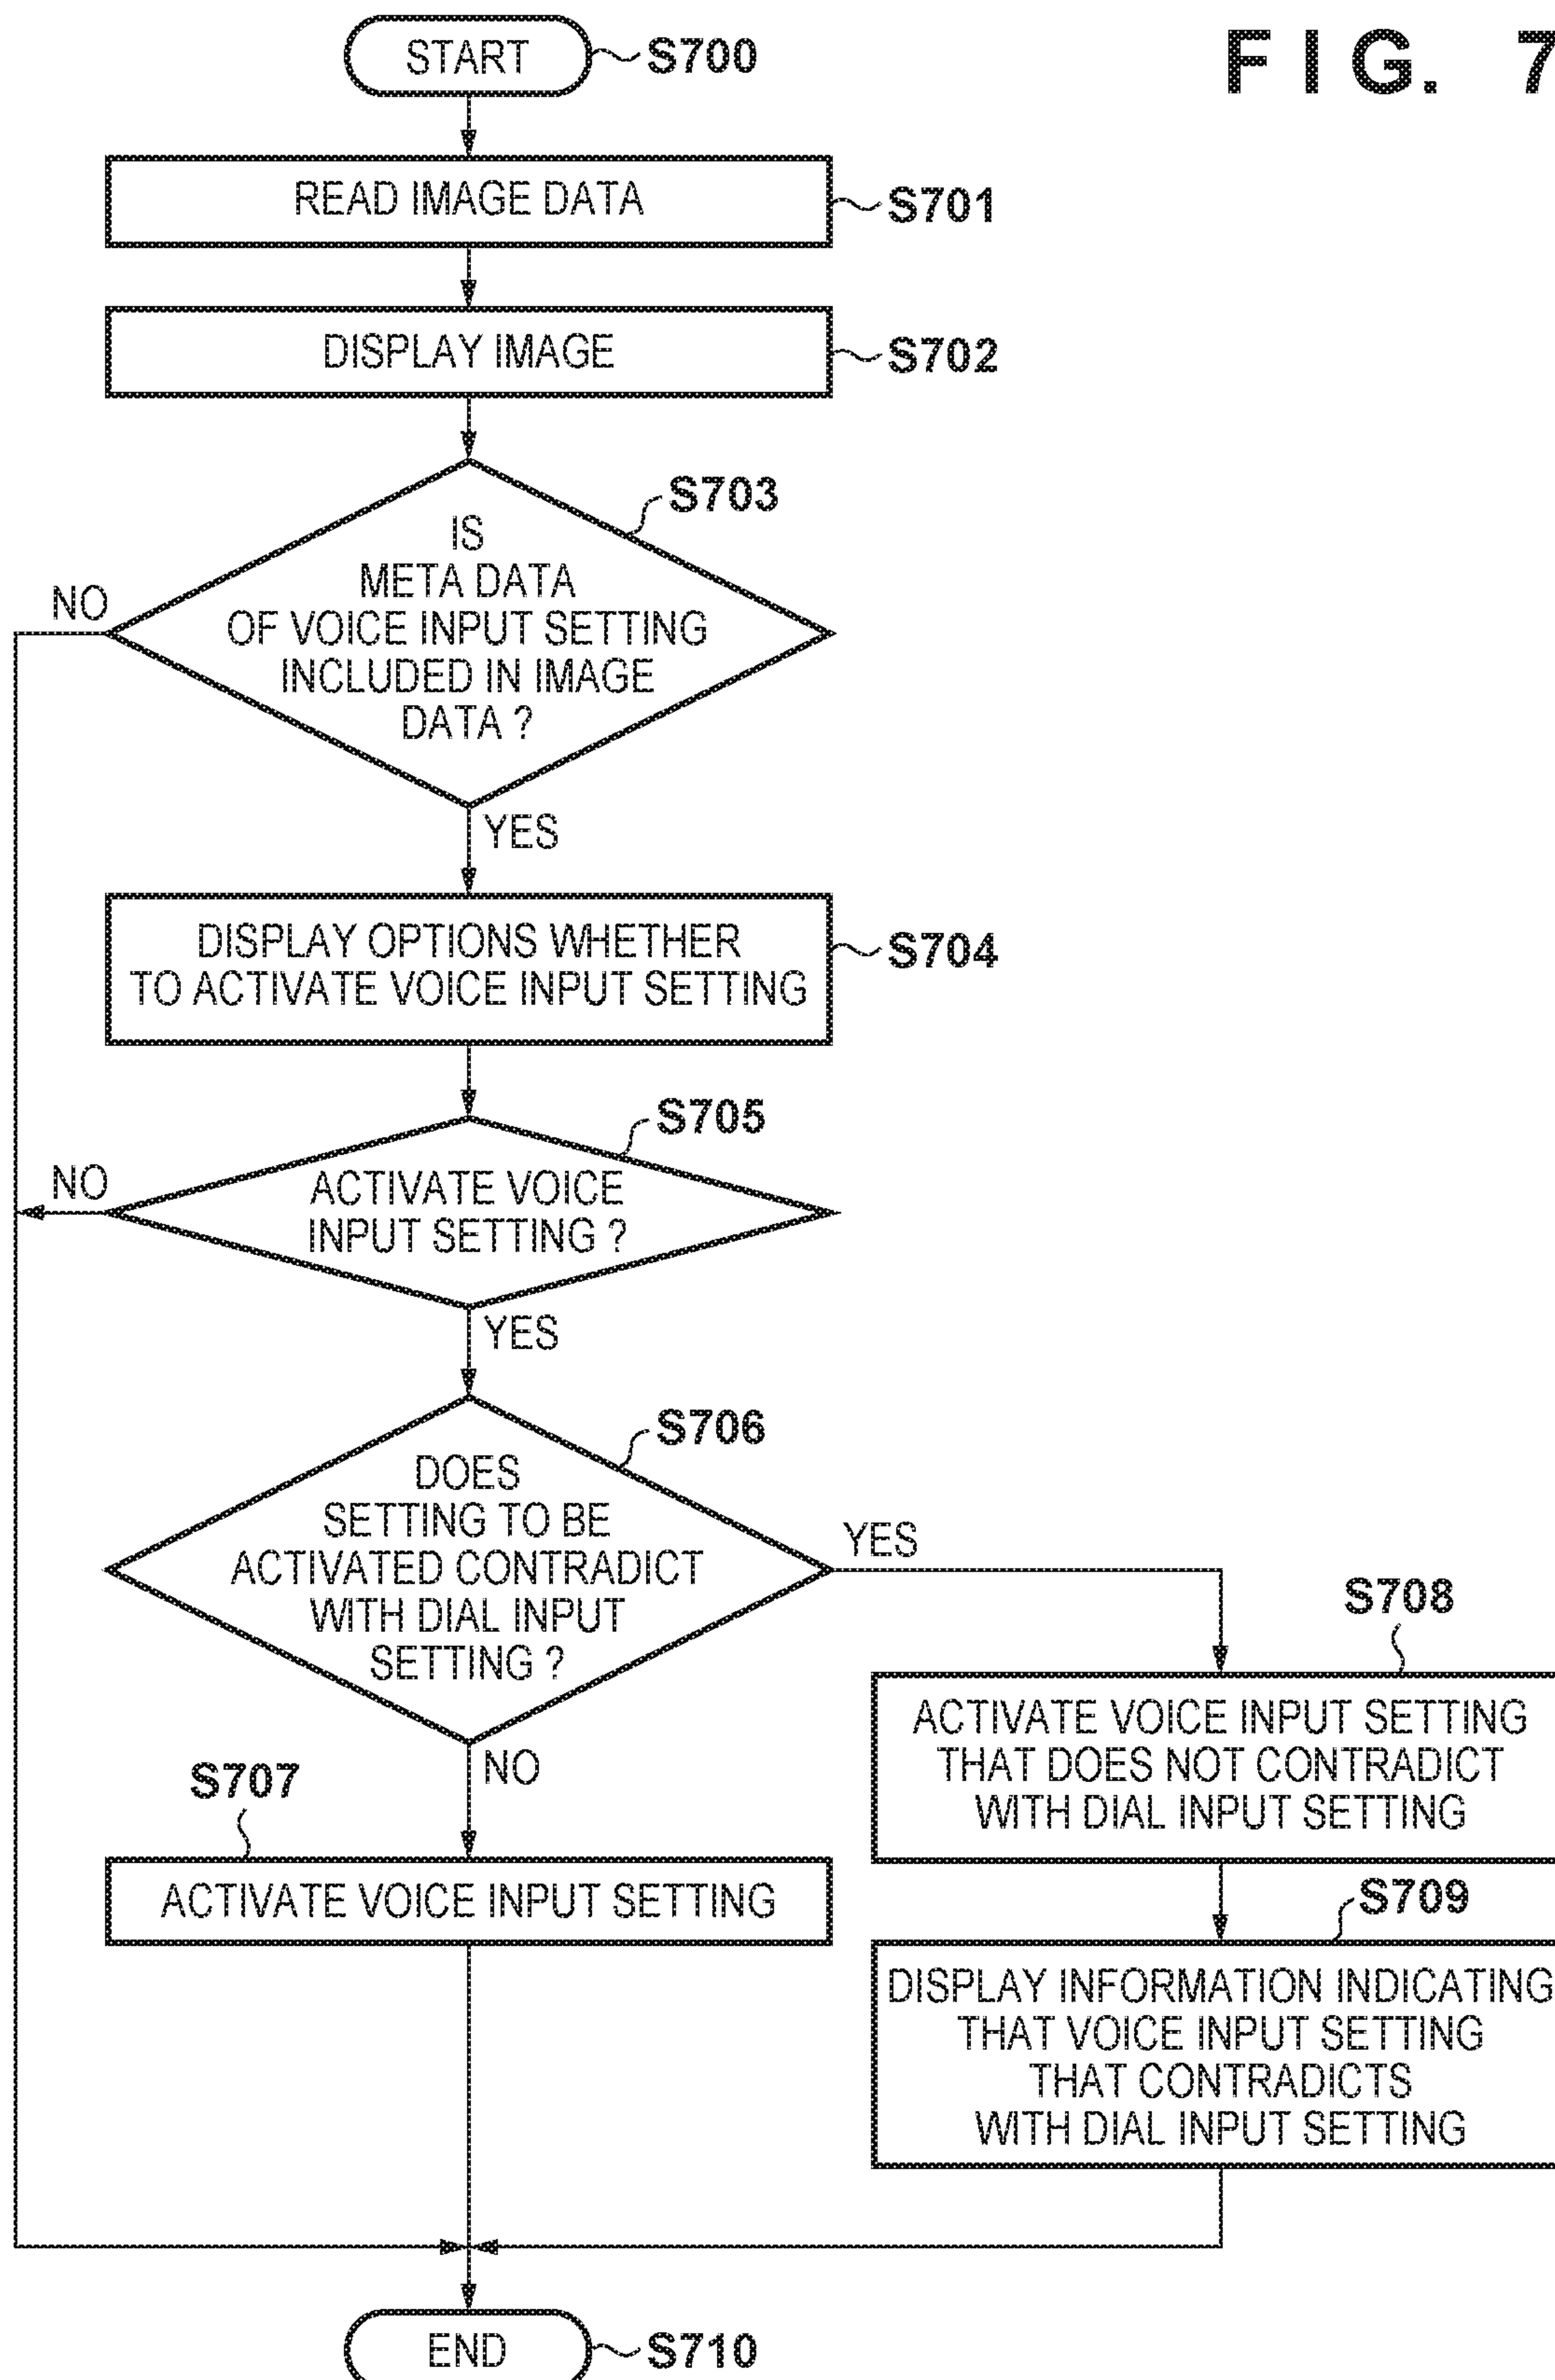 FIG. 7
START
S700
READ IMAGE DATA
S701
DISPLAY IMAGE
S702
S703
IS
META DATA
OF VOICE INPUT SETTING
INCLUDED IN IMAGE
DATA ?
NO
YES
DISPLAY OPTIONS WHETHER
TO ACTIVATE VOICE INPUT SETTING
S704
S705
ACTIVATE VOICE
INPUT SETTING ?
NO
YES
S706
DOES
SETTING TO BE
ACTIVATED CONTRADICT
WITH DIAL INPUT
SETTING ?
YES
NO
S707
ACTIVATE VOICE INPUT SETTING
S708
ACTIVATE VOICE INPUT SETTING
THAT DOES NOT CONTRADICT
WITH DIAL INPUT SETTING
S709
DISPLAY INFORMATION INDICATING
THAT VOICE INPUT SETTING
THAT CONTRADICTS
WITH DIAL INPUT SETTING
END
S710